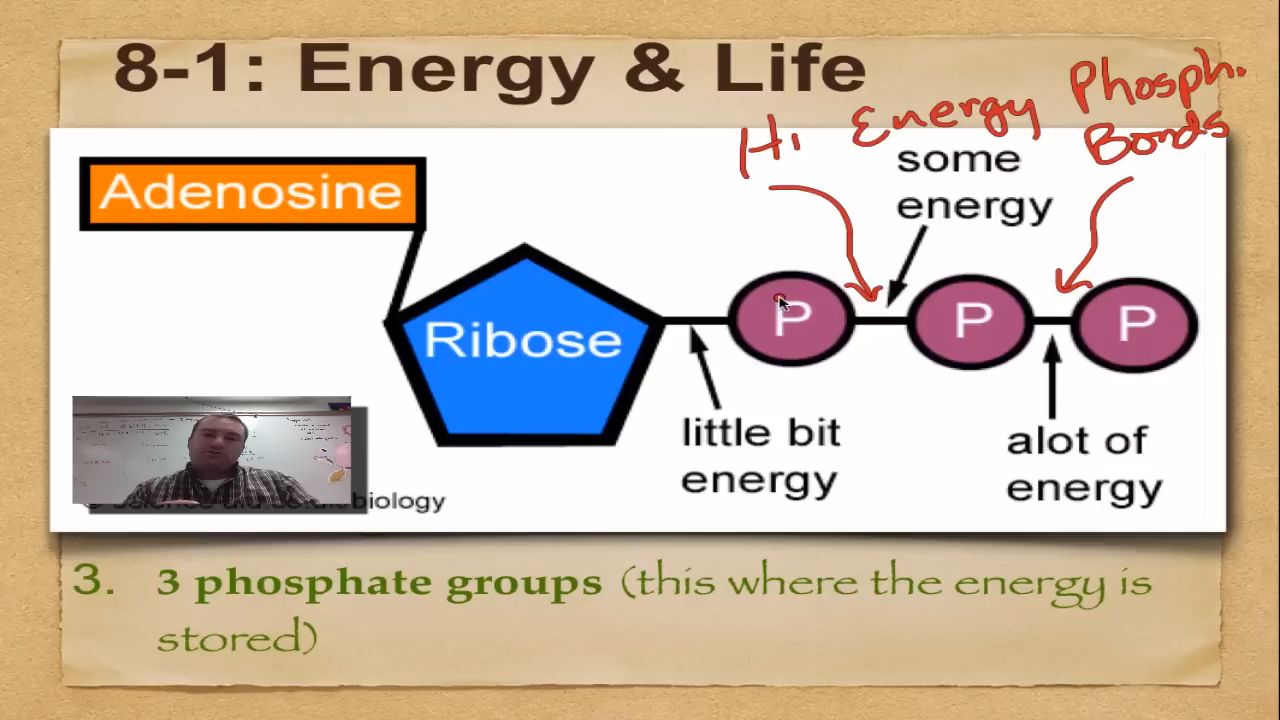 8-1: Energy & Life
Hi Energy Phosph.
Bonds
some
energy
Adenosine
Ribose
P
P
P
little bit
energy
alot of
energy
biology
3. 3 phosphate groups (this where the energy is
stored)